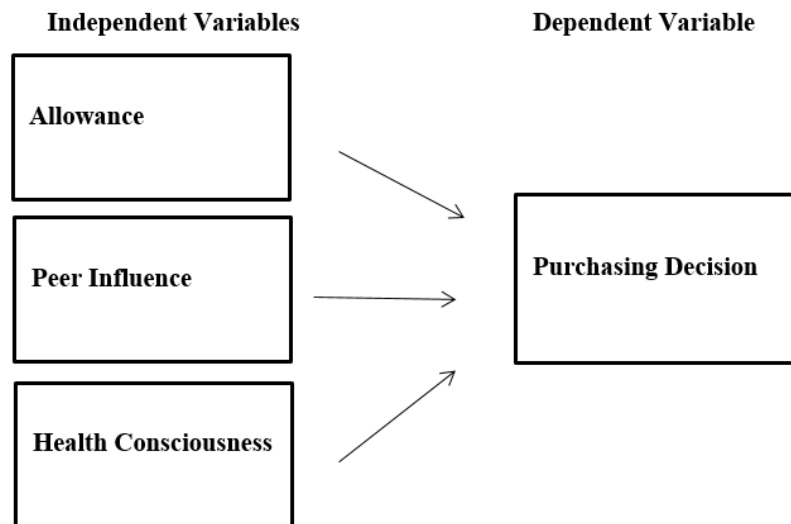 Independent Variables
Dependent Variable
Allowance
Peer Influence
Purchasing Decision
Health Consciousness